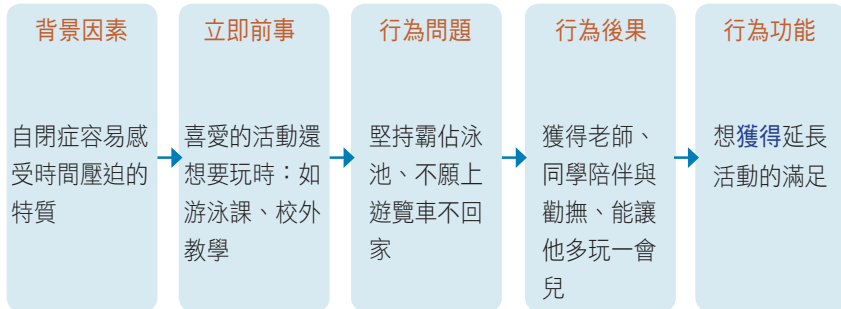 背景因素
自閉症容易感
受時間壓迫的
特質
立即前事
喜愛的活動還
想要玩時：如
游泳課、校外
教學
行為問題
堅持霸佔泳
池、不願上
遊覽車不回
家
行為後果
獲得老師、
同學陪伴與
勸撫、能讓
他多玩一會
兒
行為功能
想獲得延長
活動的滿足